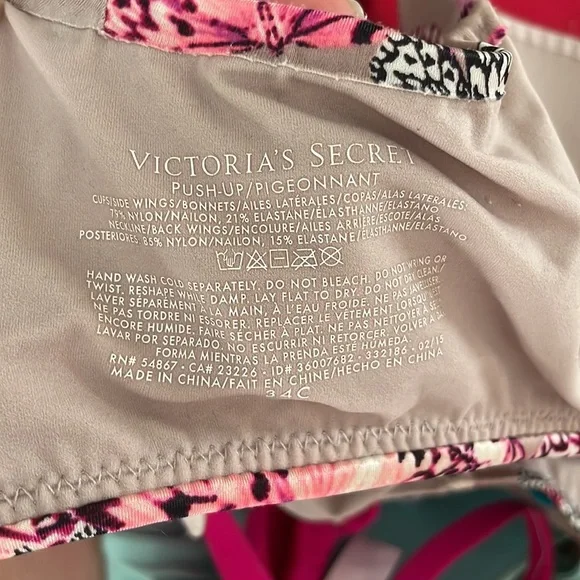 VICTORIA'S SECRET
PUSH-UP/PIGEONNANT
CUPS/SIDE WINGS/BONNETS/AILES LATÉRALES/COPAS/ALAS LATERALES:
79% NYLON/NAILON, 21% ELASTANE/ÉLASTHANNE/ELASTANO
NECKLINE/BACK WINGS/ENCOLURE/AILES ARRIÈRE/ESCOTE/ALAS
POSTERIORES: 85% NYLON/NAILON, 15% ELASTANE/ÉLASTHANNE/ELASTANO
HAND WASH COLD SEPARATELY. DO NOT BLEACH. DO NOT WRING OR
TWIST. RESHAPE WHILE DAMP. LAY FLAT TO DRY. DO NOT DRY CLEAN./
LAVER SÉPARÉMENT À LA MAIN, À L'EAU FROIDE. NE PAS JAVELLISER.
NE PAS TORDRE NI ESSORER. REPLACER LE VÊTEMENT LORSQU'IL EST
ENCORE HUMIDE. FAIRE SÉCHER À PLAT. NE PAS NETTOYER À SEC./
LAVAR POR SEPARADO. NO ESCURRIR NI RETORCER. VOLVER A DAR
FORMA MIENTRAS LA PRENDA ESTÉ HUMEDA.
RN# 54867 • CA# 23226 • ID# 36007682 • 332186 - 02/15
MADE IN CHINA/FAIT EN CHINE/HECHO EN CHINA
34C